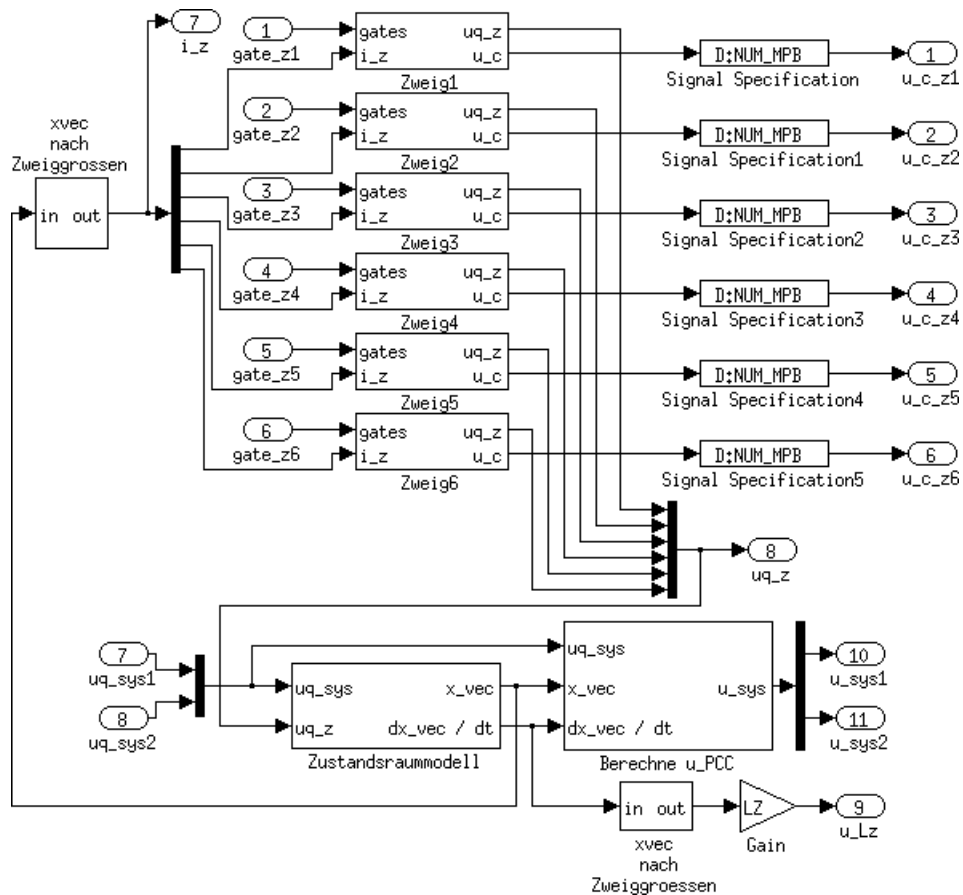 7
i_z
xvec
nach
Zweiggrossen
in out
1
gate_z1
gates uq_z
i_z u_c
Zweig1
D:NUM_MPB
Signal Specification
1
u_c_z1
2
gate_z2
gates uq_z
i_z u_c
Zweig2
D:NUM_MPB
Signal Specification1
2
u_c_z2
3
gate_z3
gates uq_z
i_z u_c
Zweig3
D:NUM_MPB
Signal Specification2
3
u_c_z3
4
gate_z4
gates uq_z
i_z u_c
Zweig4
D:NUM_MPB
Signal Specification3
4
u_c_z4
5
gate_z5
gates uq_z
i_z u_c
Zweig5
D:NUM_MPB
Signal Specification4
5
u_c_z5
6
gate_z6
gates uq_z
i_z u_c
Zweig6
D:NUM_MPB
Signal Specification5
6
u_c_z6
8
uq_z
7
uq_sys1
8
uq_sys2
uq_sys x_vec
uq_z dx_vec / dt
Zustandsraummodell
uq_sys
x_vec u_sys
dx_vec / dt
Berechne u_PCC
10
u_sys1
11
u_sys2
in out
xvec
nach
Zweiggroessen
LZ
Gain
9
u_Lz